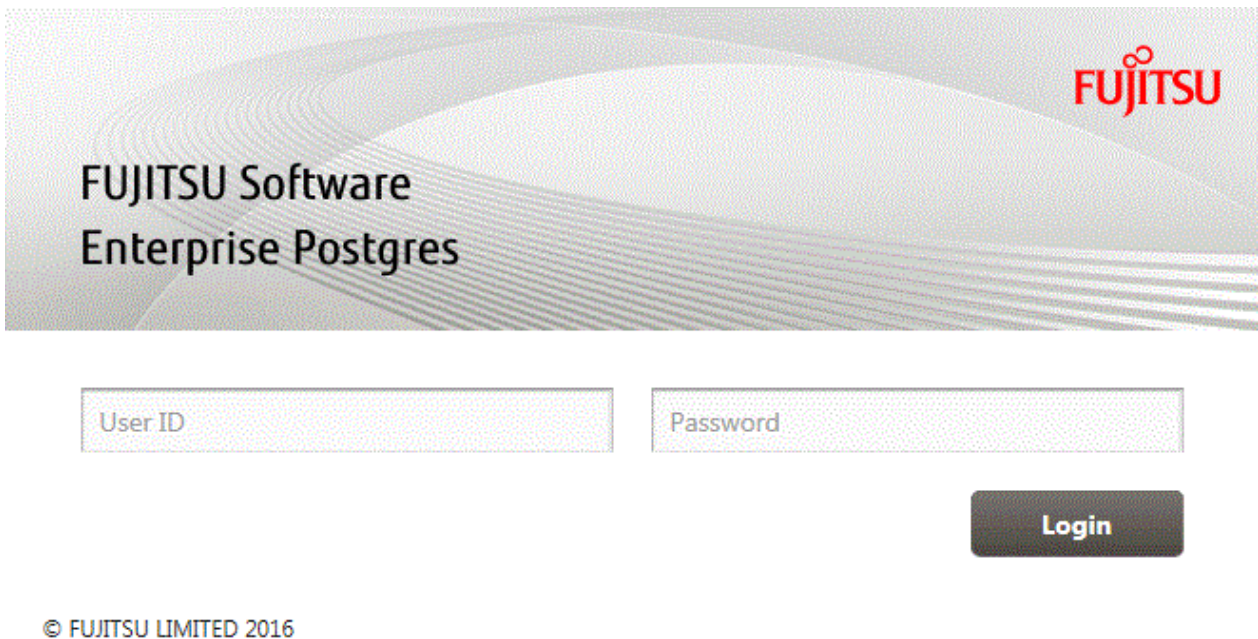 FUJITSU
FUJITSU Software
Enterprise Postgres
User ID
Password
Login
© FUJITSU LIMITED 2016